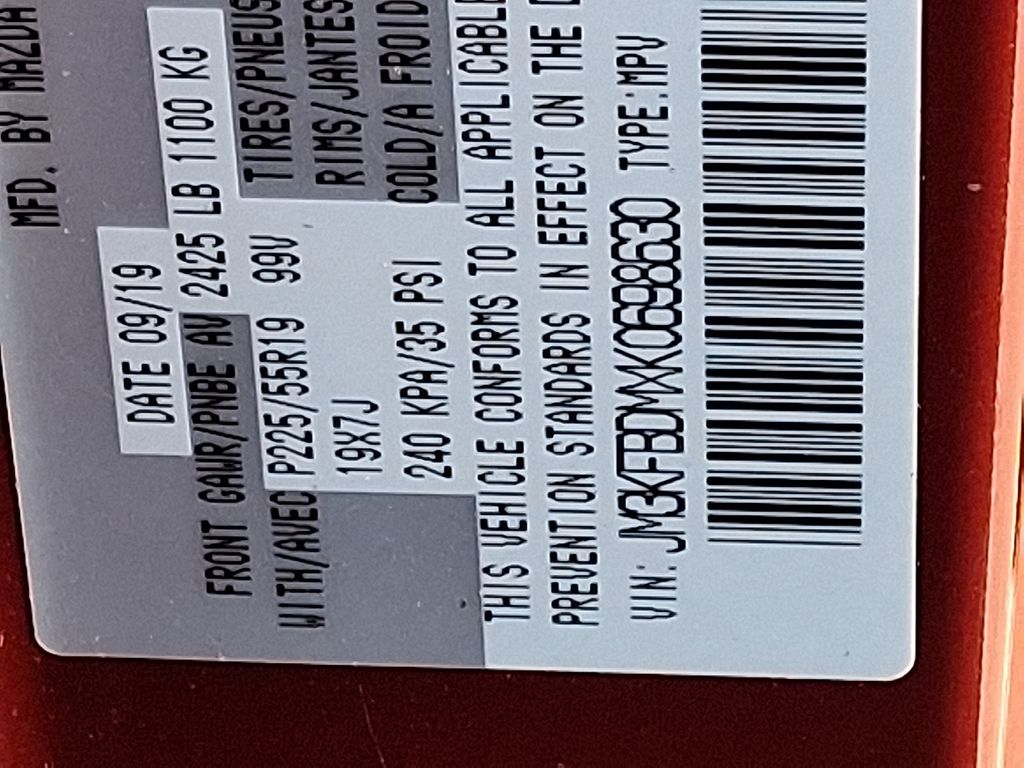 MFD. BY MAZDA
DATE 09/19
FRONT GAWR/PNBE AV 2425 LB 1100 KG
WITH/AVEC P225/55R19 99V TIRES/PNEUS
19X7J RIMS/JANTES
240 KPA/35 PSI COLD/A FROID
THIS VEHICLE CONFORMS TO ALL APPLICABLE
PREVENTION STANDARDS IN EFFECT ON THE
VIN: JM3KFBDMXK0698630 TYPE:MPV